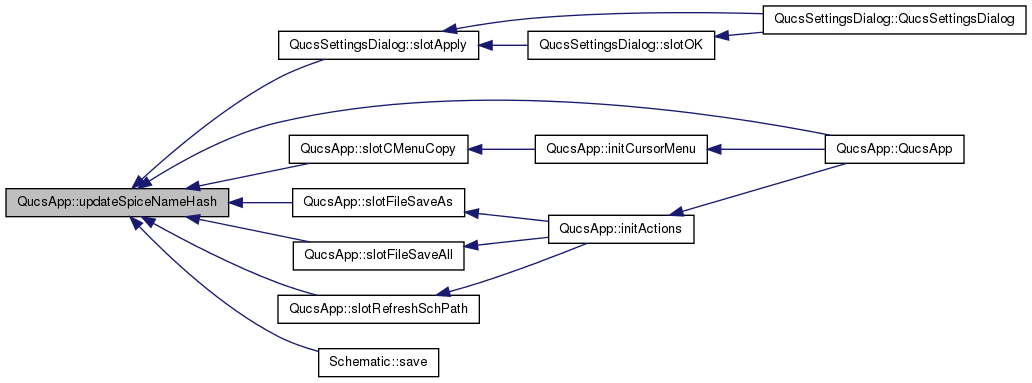 QucsSettingsDialog::QucsSettingsDialog
QucsSettingsDialog::slotApply
QucsSettingsDialog::slotOK
QucsApp::slotCMenuCopy
QucsApp::initCursorMenu
QucsApp::QucsApp
QucsApp::updateSpiceNameHash
QucsApp::slotFileSaveAs
QucsApp::initActions
QucsApp::slotFileSaveAll
QucsApp::slotRefreshSchPath
Schematic::save